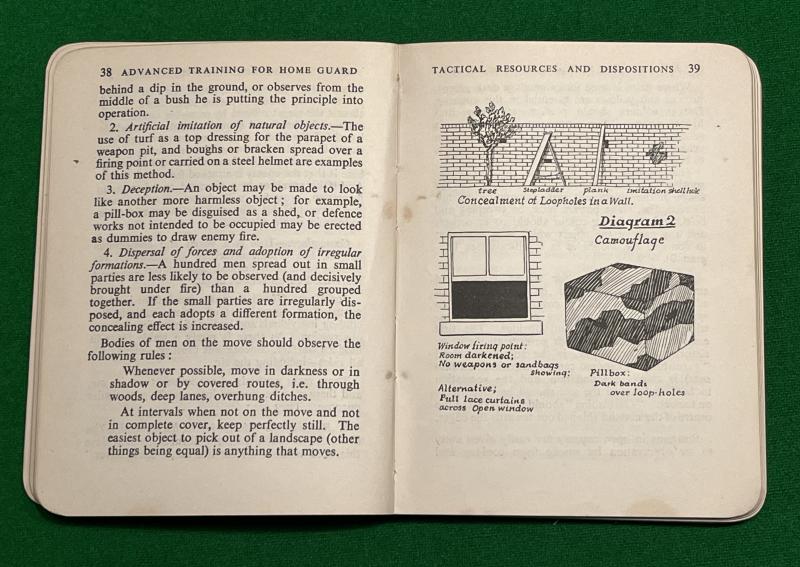 38 ADVANCED TRAINING FOR HOME GUARD
behind a dip in the ground, or observes from the
middle of a bush he is putting the principle into
operation.
2. Artificial imitation of natural objects.—The
use of turf as a top dressing for the parapet of a
weapon pit, and boughs or bracken spread over a
firing point or carried on a steel helmet are examples
of this method.
3. Deception.—An object may be made to look
like another more harmless object ; for example,
a pill-box may be disguised as a shed, or defence
works not intended to be occupied may be erected
as dummies to draw enemy fire.
4. Dispersal of forces and adoption of irregular
formations.—A hundred men spread out in small
parties are less likely to be observed (and decisively
brought under fire) than a hundred grouped
together. If the small parties are irregularly dis-
posed, and each adopts a different formation, the
concealing effect is increased.
Bodies of men on the move should observe the
following rules :
Whenever possible, move in darkness or in
shadow or by covered routes, i.e. through
woods, deep lanes, overhung ditches.
At intervals when not on the move and not
in complete cover, keep perfectly still. The
easiest object to pick out of a landscape (other
things being equal) is anything that moves.
TACTICAL RESOURCES AND DISPOSITIONS 39
tree Stepladder plank imitation shell hole
Concealment of Loopholes in a Wall.
Diagram 2
Camouflage
Window firing point:
Room darkened;
No weapons or sandbags
showing:
Alternative;
Full lace curtains
across Open window
Pillbox:
Dark bands
over loop-holes